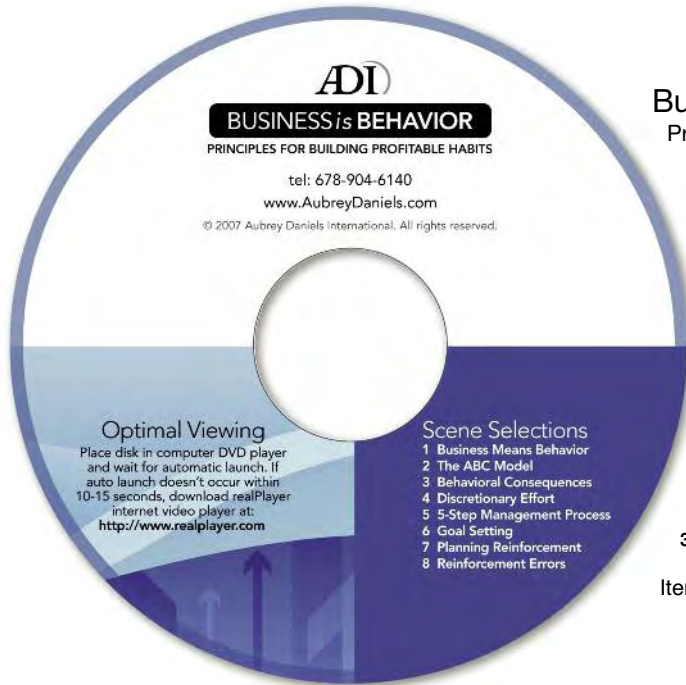 ADI
BUSINESS is BEHAVIOR
PRINCIPLES FOR BUILDING PROFITABLE HABITS
tel: 678-904-6140
www.AubreyDaniels.com
© 2007 Aubrey Daniels International. All rights reserved.
Optimal Viewing
Place disk in computer DVD player
and wait for automatic launch. If
auto launch doesn't occur within
10-15 seconds, download realPlayer
internet video player at:
http://www.realplayer.com
Scene Selections
1 Business Means Behavior
2 The ABC Model
3 Behavioral Consequences
4 Discretionary Effort
5 5-Step Management Process
6 Goal Setting
7 Planning Reinforcement
8 Reinforcement Errors